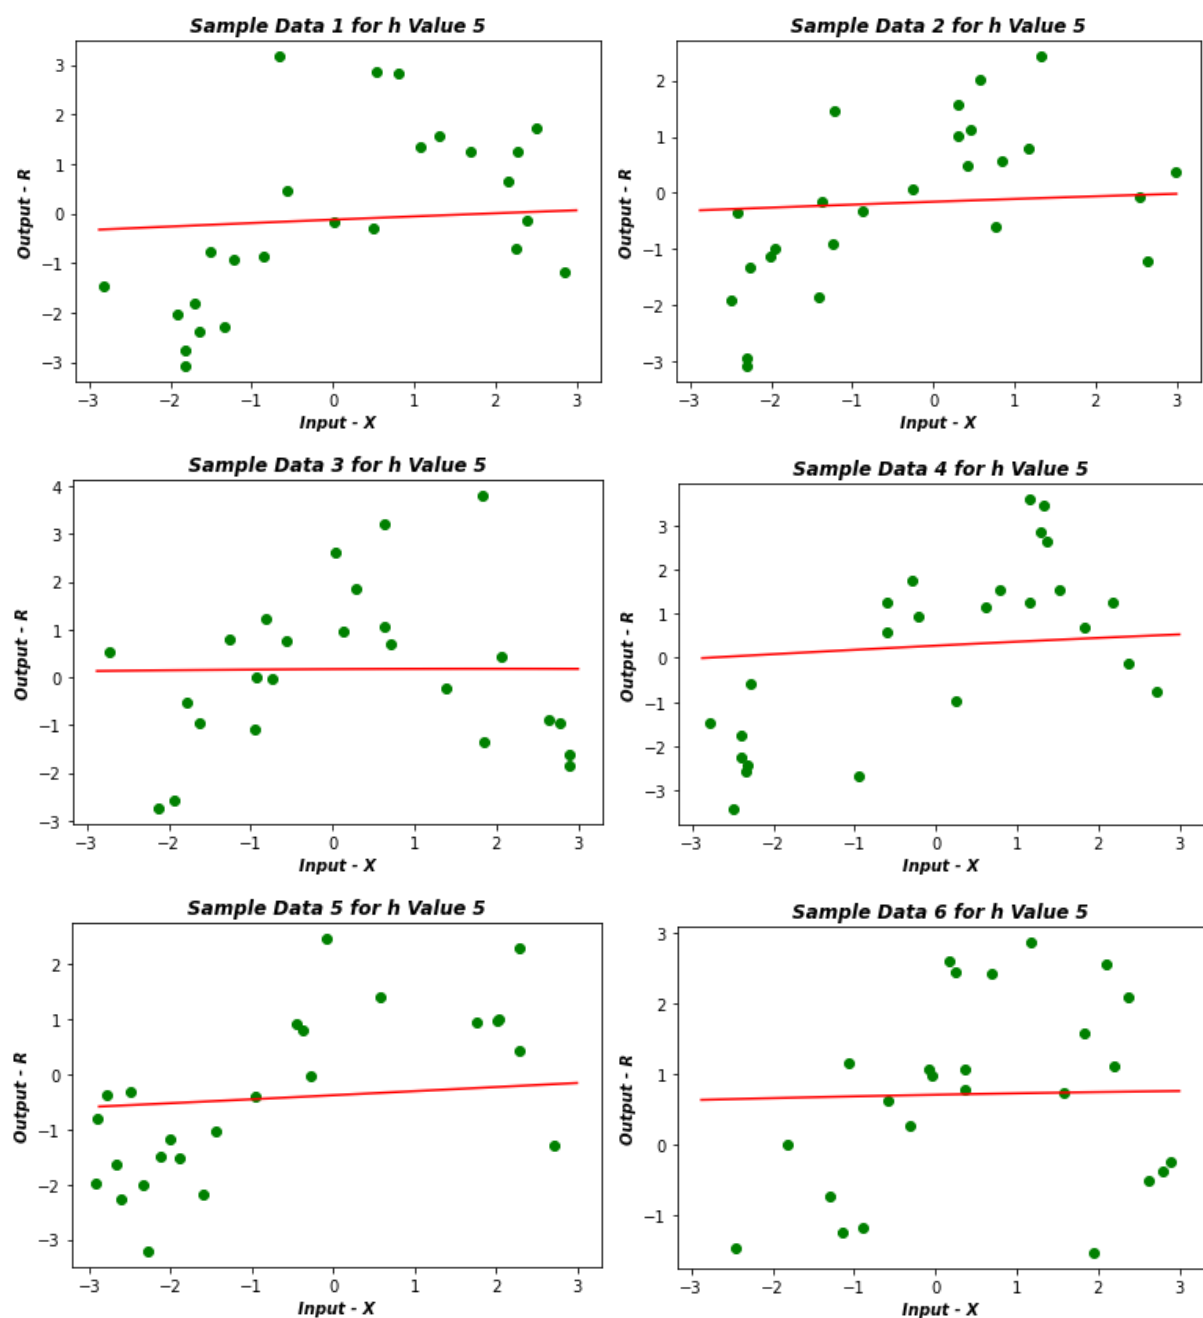 Sample Data 1 for h Value 5
Output - R
3
2
1
0
−1
−2
−3
−3 −2 −1 0 1 2 3
Input - X
Sample Data 2 for h Value 5
Output - R
2
1
0
−1
−2
−3
−3 −2 −1 0 1 2 3
Input - X
Sample Data 3 for h Value 5
Output - R
4
3
2
1
0
−1
−2
−3
−3 −2 −1 0 1 2 3
Input - X
Sample Data 4 for h Value 5
Output - R
3
2
1
0
−1
−2
−3
−3 −2 −1 0 1 2 3
Input - X
Sample Data 5 for h Value 5
Output - R
2
1
0
−1
−2
−3
−3 −2 −1 0 1 2 3
Input - X
Sample Data 6 for h Value 5
Output - R
3
2
1
0
−1
−3 −2 −1 0 1 2 3
Input - X